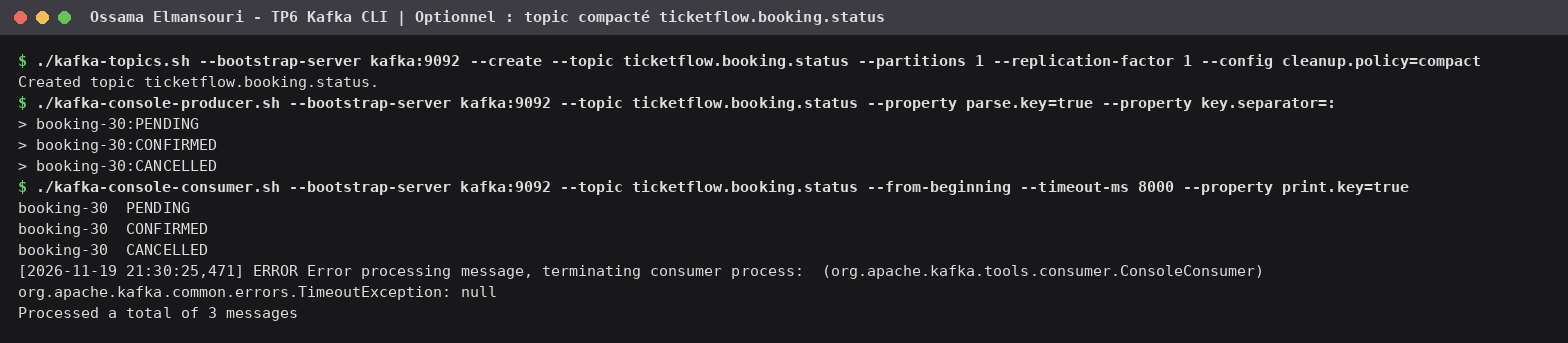 Ossama Elmansouri - TP6 Kafka CLI | Optionnel : topic compacté ticketflow.booking.status
$ ./kafka-topics.sh --bootstrap-server kafka:9092 --create --topic ticketflow.booking.status --partitions 1 --replication-factor 1 --config cleanup.policy=compact
Created topic ticketflow.booking.status.
$ ./kafka-console-producer.sh --bootstrap-server kafka:9092 --topic ticketflow.booking.status --property parse.key=true --property key.separator=:
> booking-30:PENDING
> booking-30:CONFIRMED
> booking-30:CANCELLED
$ ./kafka-console-consumer.sh --bootstrap-server kafka:9092 --topic ticketflow.booking.status --from-beginning --timeout-ms 8000 --property print.key=true
booking-30  PENDING
booking-30  CONFIRMED
booking-30  CANCELLED
[2026-11-19 21:30:25,471] ERROR Error processing message, terminating consumer process:  (org.apache.kafka.tools.consumer.ConsoleConsumer)
org.apache.kafka.common.errors.TimeoutException: null
Processed a total of 3 messages